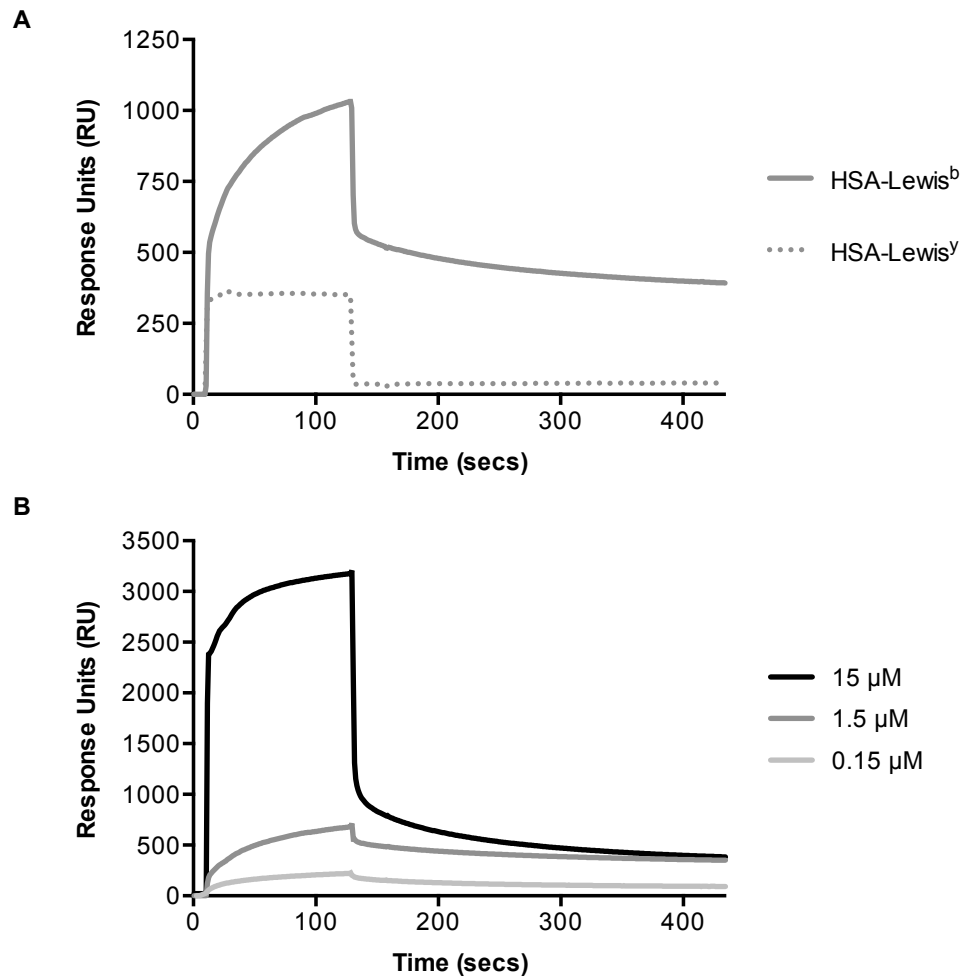 A
Response Units (RU)
1250
1000
750
500
250
0
0 100 200 300 400
Time (secs)
HSA-Lewisᵇ
HSA-Lewisʸ
B
Response Units (RU)
3500
3000
2500
2000
1500
1000
500
0
0 100 200 300 400
Time (secs)
15 µM
1.5 µM
0.15 µM